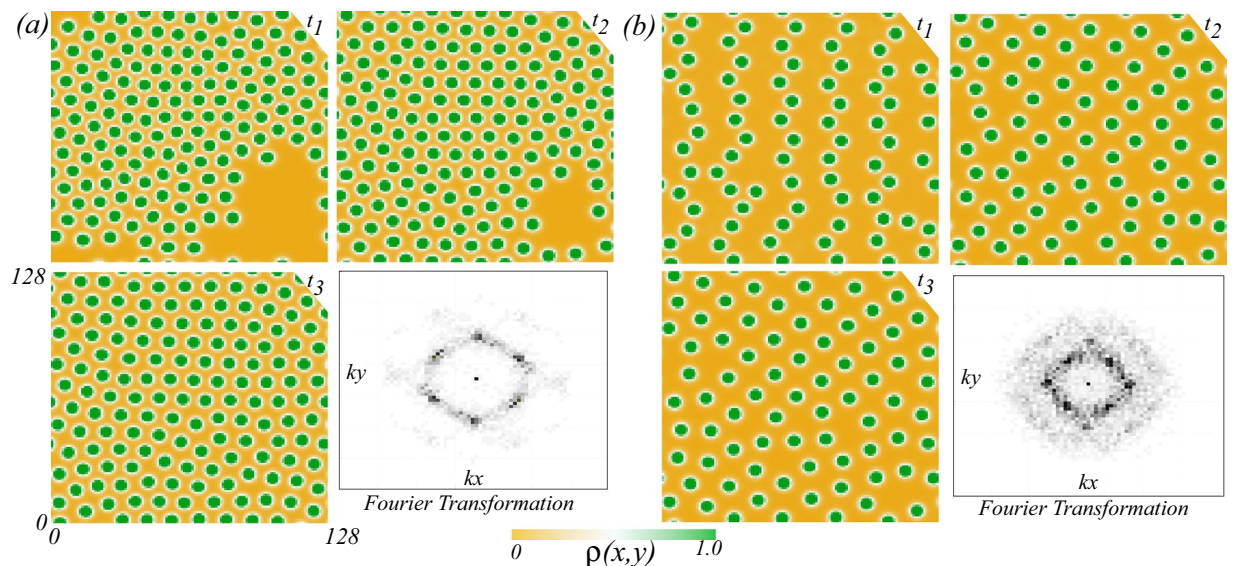 (a)
t1
t2
(b)
t1
t2
128
t3
ky
kx
Fourier Transformation
0
0
128
t3
ky
kx
Fourier Transformation
0
ρ(x,y)
1.0